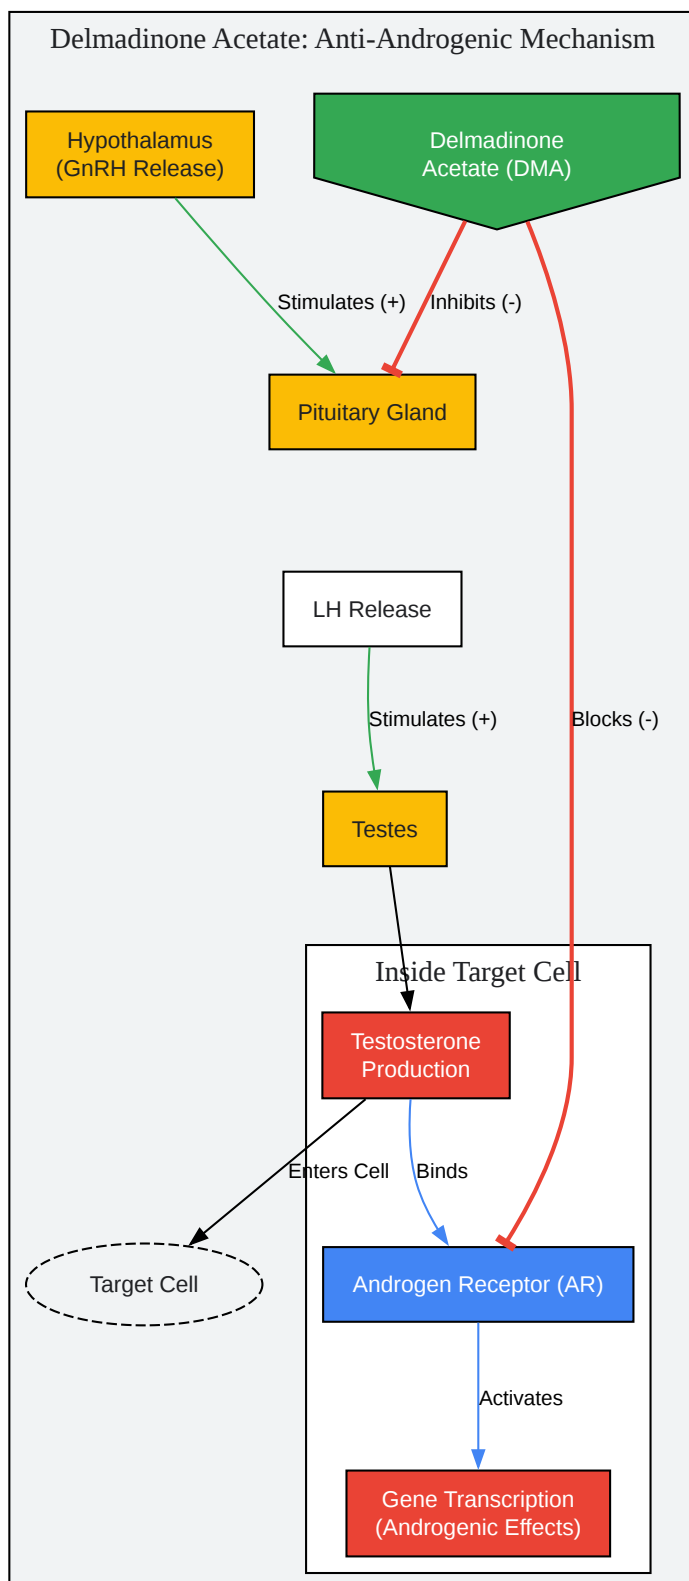 Delmadinone Acetate: Anti-Androgenic Mechanism
Hypothalamus
(GnRH Release)
Delmadinone
Acetate (DMA)
Stimulates (+)
Inhibits (-)
Pituitary Gland
LH Release
Stimulates (+)
Blocks (-)
Testes
Inside Target Cell
Testosterone
Production
Enters Cell
Binds
Target Cell
Androgen Receptor (AR)
Activates
Gene Transcription
(Androgenic Effects)